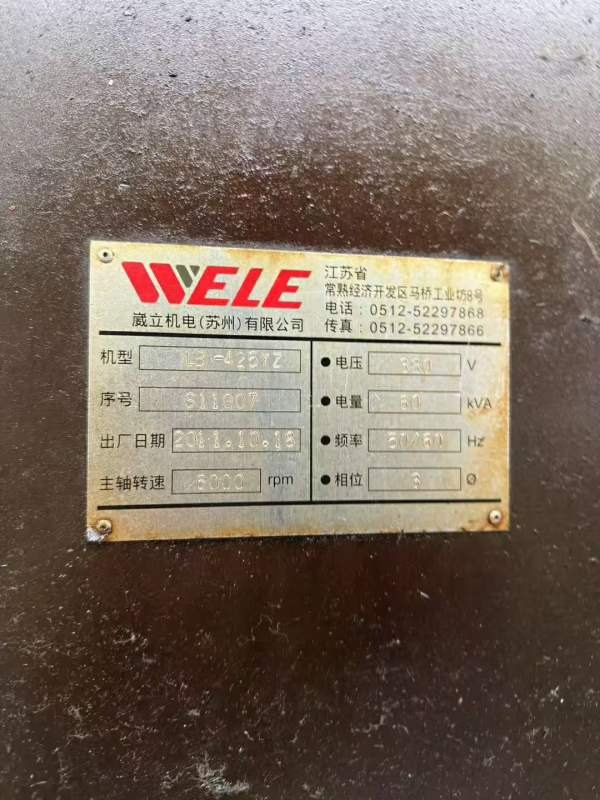 WELE
崴立机电(苏州)有限公司
江苏省
常熟经济开发区马桥工业坊8号
电话：0512-52297868
传真：0512-52297866
机型
序号 S11007
出厂日期 2011.10.18
主轴转速 6000 rpm
电压 380 V
电量 60 kVA
频率 50/60 Hz
相位 3 Ø